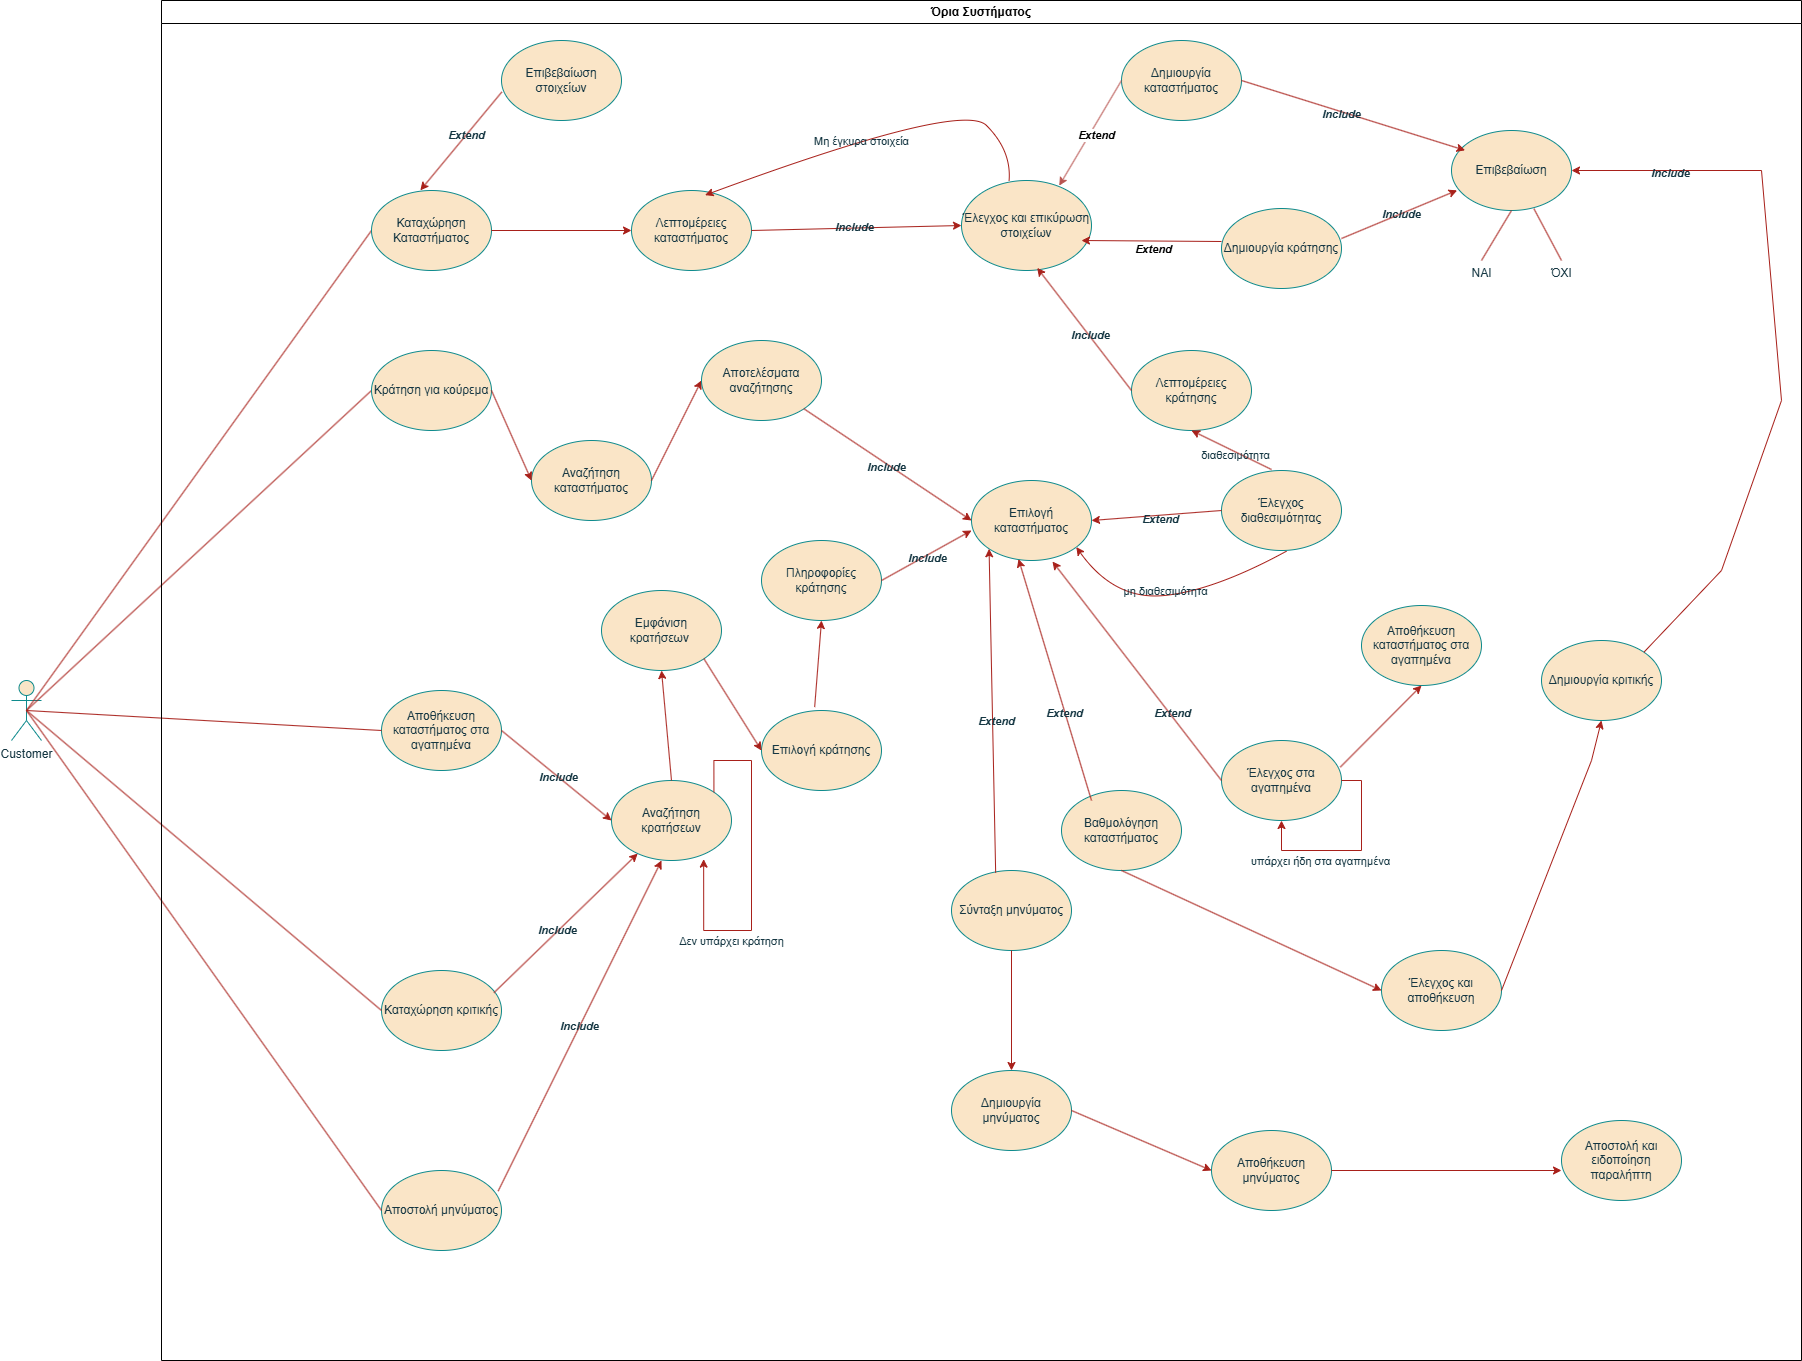 Όρια Συστήματος
Επιβεβαίωση
στοιχείων
Δημιουργία
καταστήματος
Extend
Extend
Include
Μη έγκυρα στοιχεία
Επιβεβαίωση
Include
Καταχώρηση
Καταστήματος
Λεπτομέρειες
καταστήματος
Include
Έλεγχος και επικύρωση
στοιχείων
Include
Extend
Δημιουργία κράτησης
ΝΑΙ
ΌΧΙ
Include
Κράτηση για κούρεμα
Αποτελέσματα
αναζήτησης
Λεπτομέρειες
κράτησης
διαθεσιμότητα
Αναζήτηση
καταστήματος
Include
Επιλογή
καταστήματος
Extend
Έλεγχος
διαθεσιμότητας
Include
Πληροφορίες
κράτησης
μη διαθεσιμότητα
Εμφάνιση
κρατήσεων
Αποθήκευση
καταστήματος στα
αγαπημένα
Δημιουργία κριτικής
Customer
Αποθήκευση
καταστήματος στα
αγαπημένα
Extend
Extend
Extend
Επιλογή κράτησης
Include
Έλεγχος στα
αγαπημένα
Αναζήτηση
κρατήσεων
Βαθμολόγηση
καταστήματος
υπάρχει ήδη στα αγαπημένα
Σύνταξη μηνύματος
Include
Δεν υπάρχει κράτηση
Καταχώρηση κριτικής
Έλεγχος και
αποθήκευση
Include
Δημιουργία
μηνύματος
Αποθήκευση
μηνύματος
Αποστολή και
ειδοποίηση
παραλήπτη
Αποστολή μηνύματος